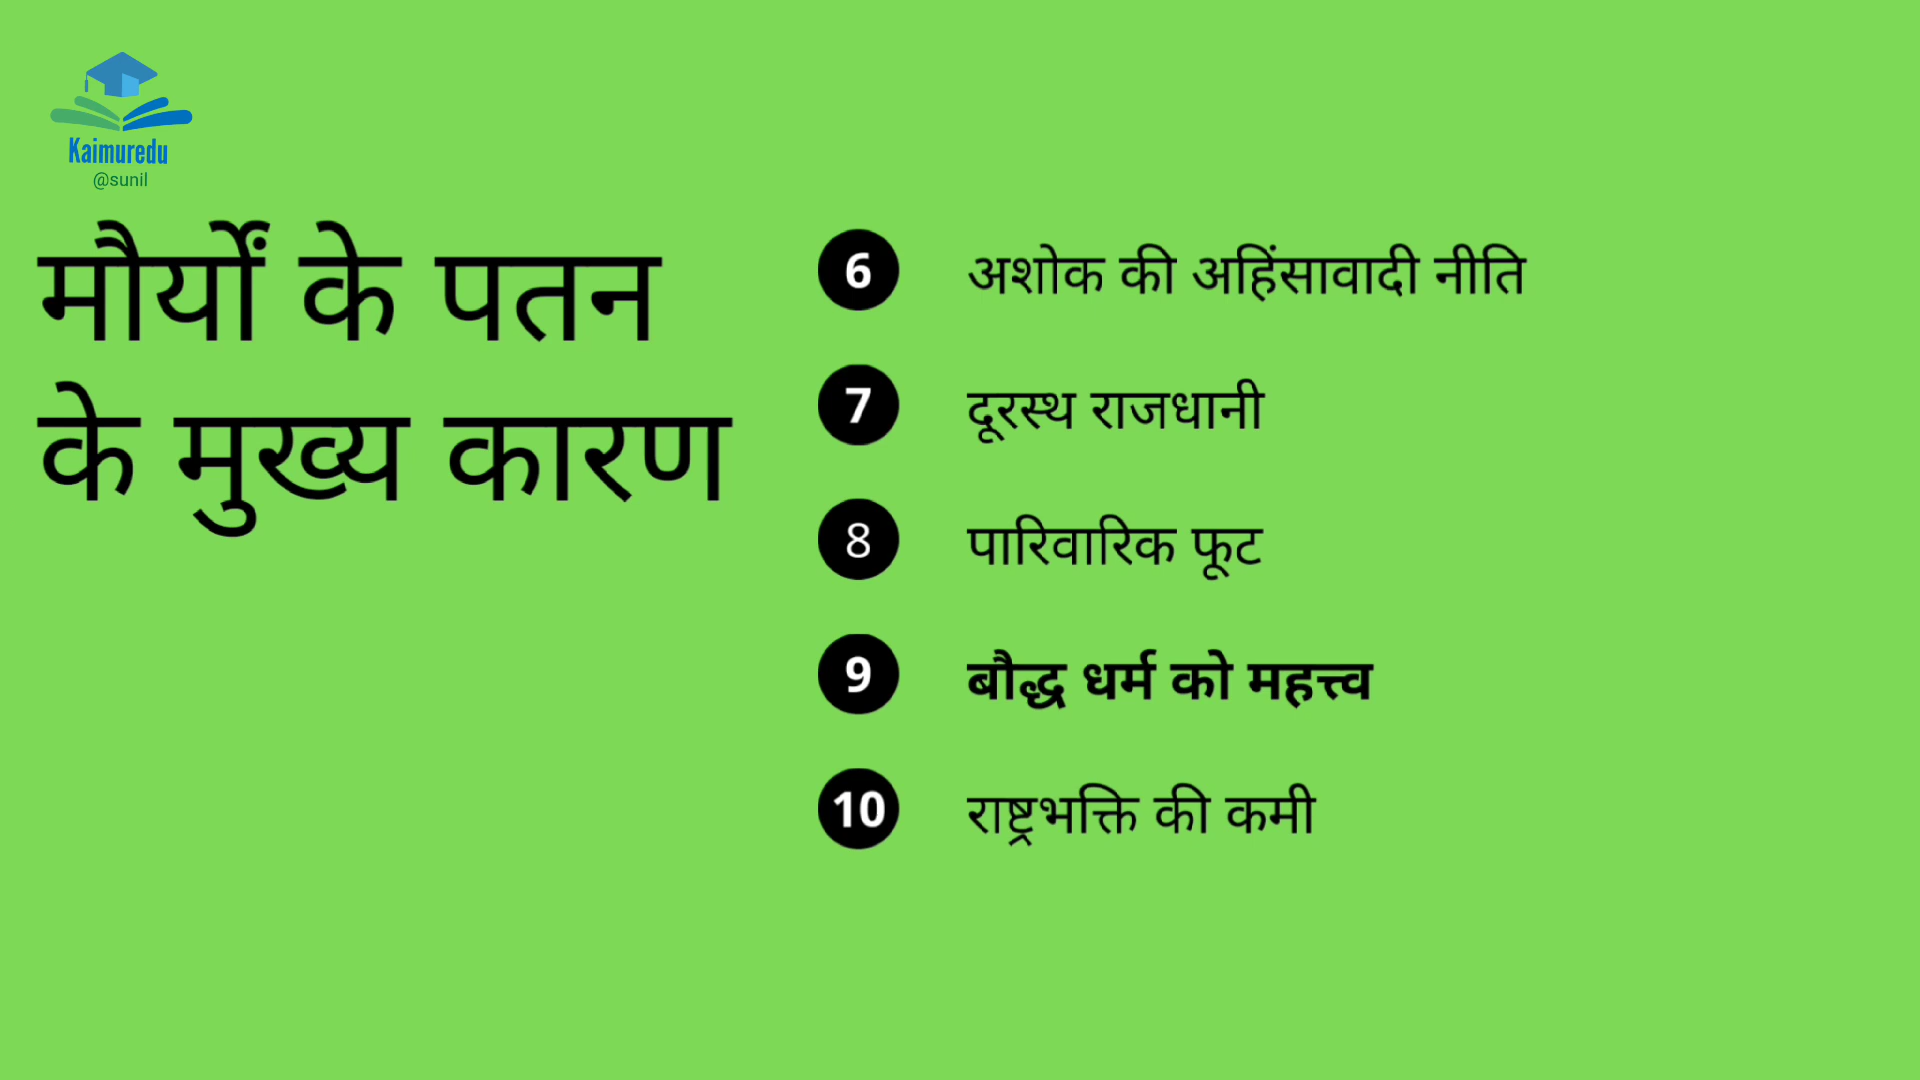 Kaimuredu
@sunil
मौर्यों के पतन
के मुख्य कारण
6 अशोक की अहिंसावादी नीति
7 दूरस्थ राजधानी
8 पारिवारिक फूट
9 बौद्ध धर्म को महत्त्व
10 राष्ट्रभक्ति की कमी